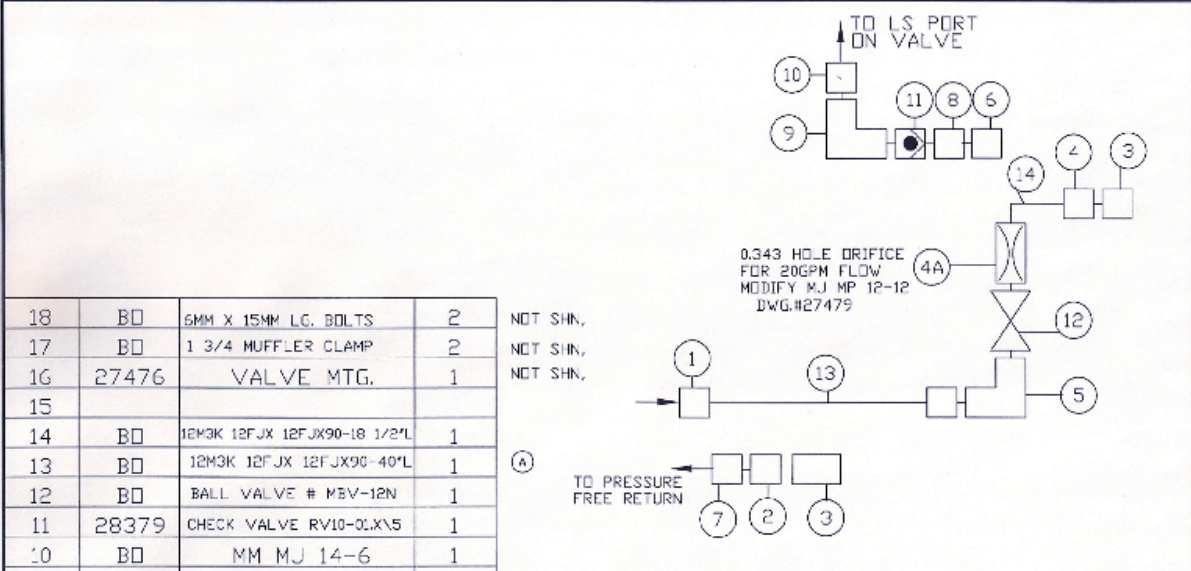 TO LS PORT
ON VALVE
10
11
8
6
9
4
3
14
0.343 HOLE ORIFICE
FOR 20GPM FLOW
MODIFY MJ MP 12-12
DWG.#27479
4A
12
1
13
5
TO PRESSURE
FREE RETURN
7
2
3
18 BO 6MM X 15MM LG. BOLTS 2 NOT SHN,
17 BO 1 3/4 MUFFLER CLAMP 2 NOT SHN,
16 27476 VALVE MTG. 1 NOT SHN,
15
14 BO 12M3K 12FJX 12FJX90-18 1/2"L 1
13 BO 12M3K 12FJX 12FJX90-40"L 1 A
12 BO BALL VALVE # MBV-12N 1
11 28379 CHECK VALVE RV10-01.X\5 1
10 BO MM MJ 14-6 1